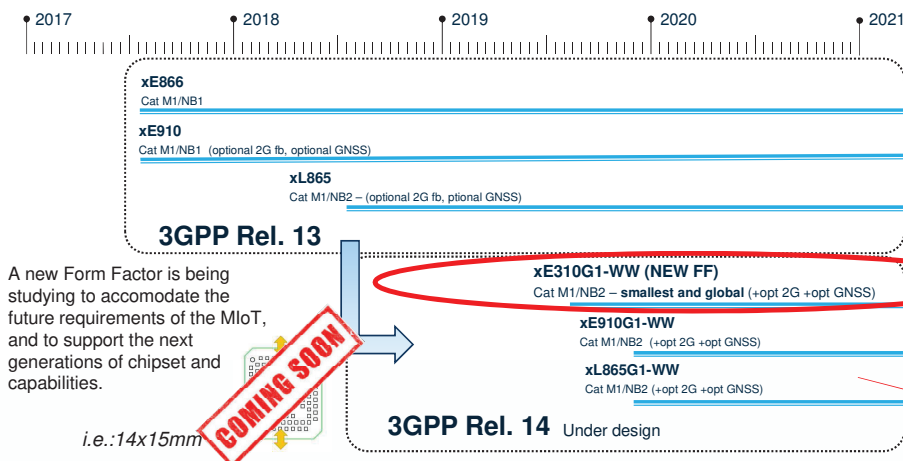 2017 2018 2019 2020 2021
xE866
Cat M1/NB1
xE910
Cat M1/NB1 (optional 2G fb, optional GNSS)
xL865
Cat M1/NB2 – (optional 2G fb, ptional GNSS)
3GPP Rel. 13
A new Form Factor is being
studying to accomodate the
future requirements of the MIoT,
and to support the next
generations of chipset and
capabilities.
i.e.:14x15mm
COMING SOON
xE310G1-WW (NEW FF)
Cat M1/NB2 – smallest and global (+opt 2G +opt GNSS)
xE910G1-WW
Cat M1/NB2 (+opt 2G +opt GNSS)
xL865G1-WW
Cat M1/NB2 (+opt 2G +opt GNSS)
3GPP Rel. 14 Under design